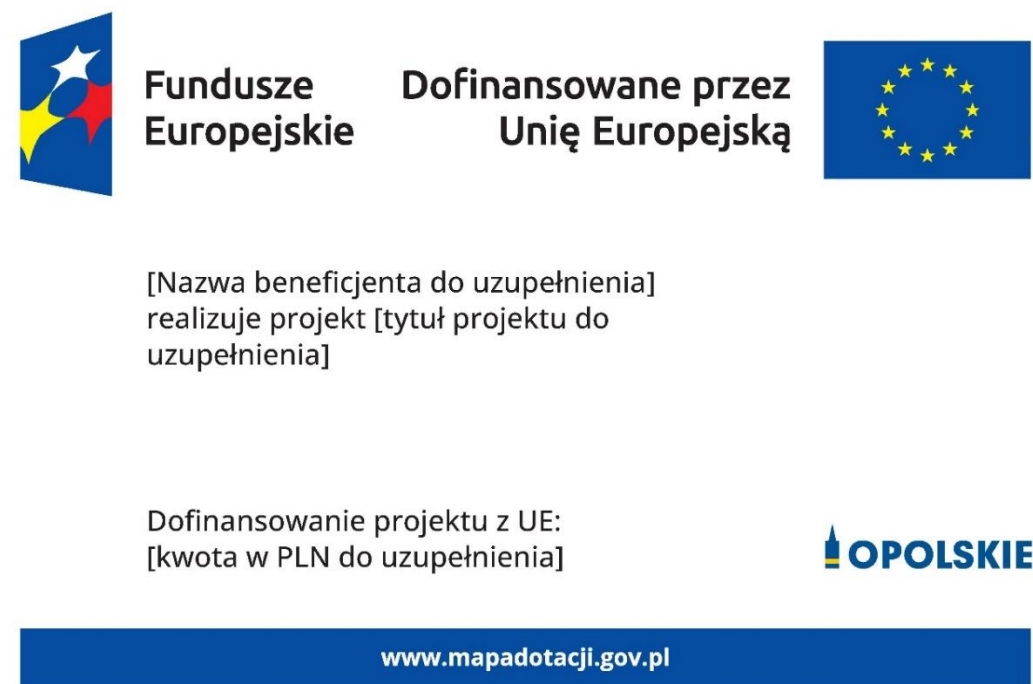 Fundusze
Europejskie
Dofinansowane przez
Unię Europejską
[Nazwa beneficjenta do uzupełnienia]
realizuje projekt [tytuł projektu do
uzupełnienia]
Dofinansowanie projektu z UE:
[kwota w PLN do uzupełnienia]
OPOLSKIE
www.mapadotacji.gov.pl